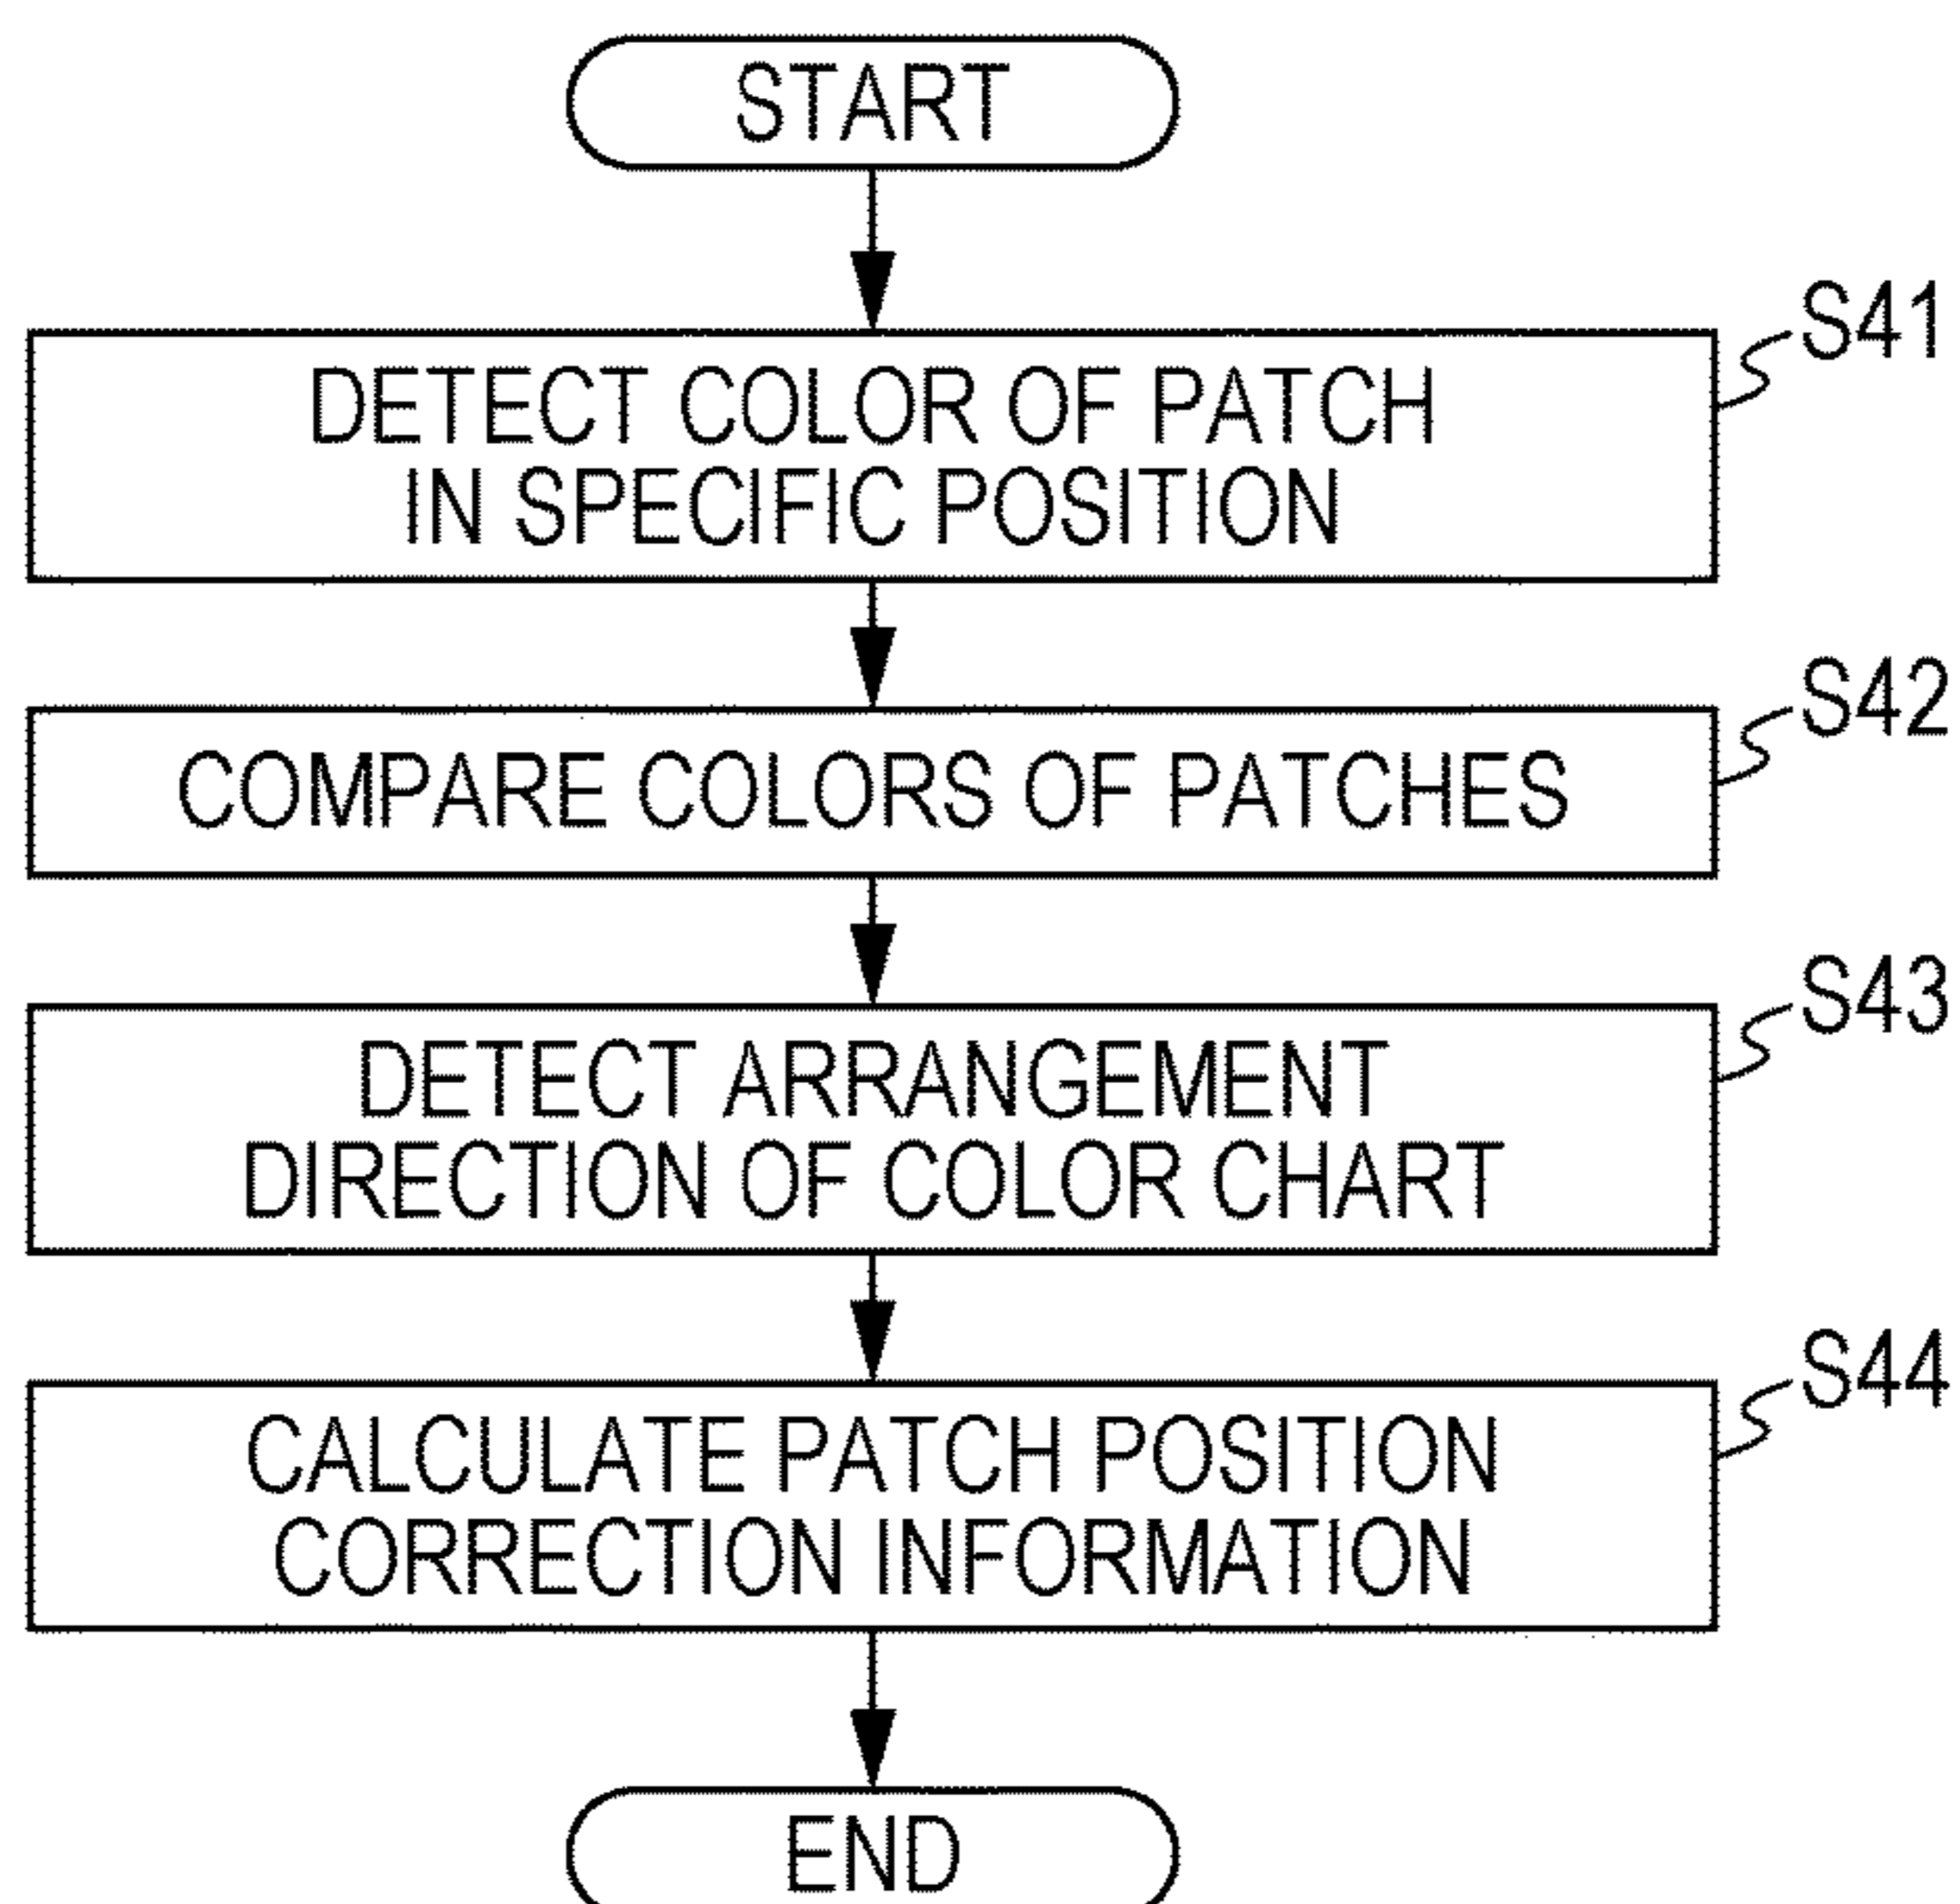 START
S41
DETECT COLOR OF PATCH
IN SPECIFIC POSITION
S42
COMPARE COLORS OF PATCHES
S43
DETECT ARRANGEMENT
DIRECTION OF COLOR CHART
S44
CALCULATE PATCH POSITION
CORRECTION INFORMATION
END